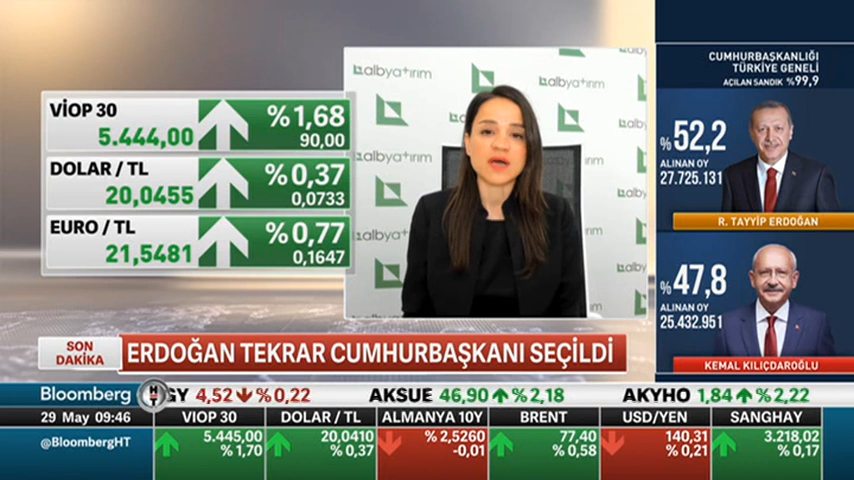 VİOP 30
5.444,00
%1,68
90,00
DOLAR / TL
20,0455
%0,37
0,0733
EURO / TL
21,5481
%0,77
0,1647
albyatırım
albyatırım
albyatırım
albyatırım
lbyatırım
CUMHURBAŞKANLIĞI
TÜRKİYE GENELİ
AÇILAN SANDIK %99,9
%52,2
ALINAN OY
27.725.131
R. TAYYİP ERDOĞAN
%47,8
ALINAN OY
25.432.951
KEMAL KILIÇDAROĞLU
SON
DAKİKA
ERDOĞAN TEKRAR CUMHURBAŞKANI SEÇİLDİ
Bloomberg HT
GY 4,52 %0,22 AKSUE 46,90 %2,18 AKYHO 1,84 %2,22
29 May 09:46
@BloombergHT
VIOP 30
5.445,00
% 1,70
DOLAR / TL
20,0410
% 0,37
ALMANYA 10Y
% 2,5260
-0,01
BRENT
77,40
% 0,58
USD/YEN
140,31
% 0,21
SANGHAY
3.218,02
% 0,17